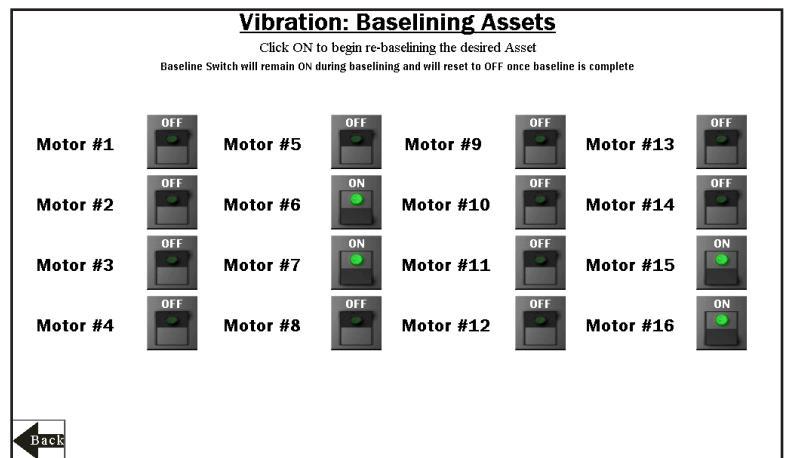 Vibration: Baselining Assets
Click ON to begin re-baselining the desired Asset
Baseline Switch will remain ON during baselining and will reset to OFF once baseline is complete
Motor #1 OFF Motor #5 OFF Motor #9 OFF Motor #13 OFF
Motor #2 OFF Motor #6 ON Motor #10 OFF Motor #14 OFF
Motor #3 OFF Motor #7 ON Motor #11 OFF Motor #15 ON
Motor #4 OFF Motor #8 OFF Motor #12 OFF Motor #16 ON
Back